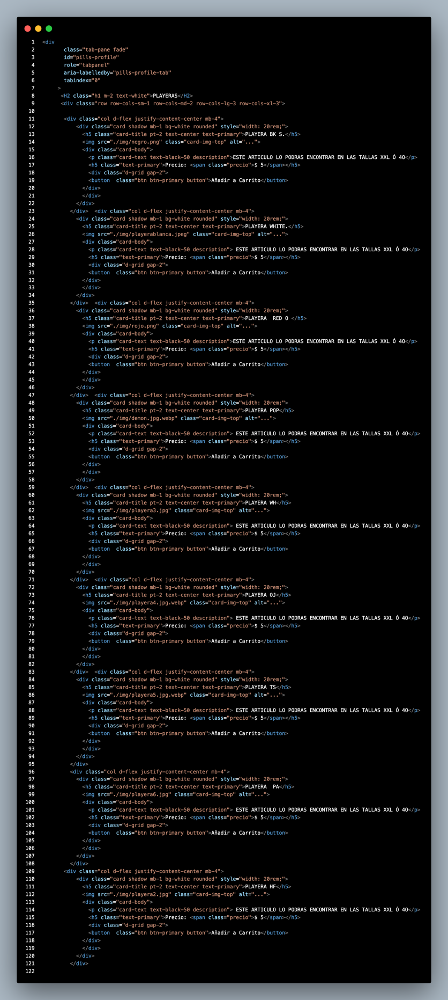 1 <div
2 class="tab-pane fade"
3 id="pills-profile"
4 role="tabpanel"
5 aria-labelledby="pills-profile-tab"
6 tabindex="0"
7 >
8 <H2 class="h1 m-2 text-white">PLAYERAS</H2>
9 <div class="row row-cols-sm-1 row-cols-md-2 row-cols-lg-3 row-cols-xl-3">
10
11 <div class="col d-flex justify-content-center mb-4">
12 <div class="card shadow mb-1 bg-white rounded" style="width: 20rem;">
13 <h5 class="card-title pt-2 text-center text-primary">PLAYERA BK S.</h5>
14 <img src="./img/negro.png" class="card-img-top" alt="...">
15 <div class="card-body">
16 <p class="card-text text-black-50 description">ESTE ARTICULO LO PODRAS ENCONTRAR EN LAS TALLAS XXL Ó 4O</p>
17 <h5 class="text-primary">Precio: <span class="precio">$ 5</span></h5>
18 <div class="d-grid gap-2">
19 <button  class="btn btn-primary button">Añadir a Carrito</button>
20 </div>
21 </div>
22 </div>
23 </div>  <div class="col d-flex justify-content-center mb-4">
24 <div class="card shadow mb-1 bg-white rounded" style="width: 20rem;">
25 <h5 class="card-title pt-2 text-center text-primary">PLAYERA WHITE.</h5>
26 <img src="./img/playerablanca.jpeg" class="card-img-top" alt="...">
27 <div class="card-body">
28 <p class="card-text text-black-50 description"> ESTE ARTICULO LO PODRAS ENCONTRAR EN LAS TALLAS XXL Ó 4O</p>
29 <h5 class="text-primary">Precio: <span class="precio">$ 5</span></h5>
30 <div class="d-grid gap-2">
31 <button  class="btn btn-primary button">Añadir a Carrito</button>
32 </div>
33 </div>
34 </div>
35 </div>  <div class="col d-flex justify-content-center mb-4">
36 <div class="card shadow mb-1 bg-white rounded" style="width: 20rem;">
37 <h5 class="card-title pt-2 text-center text-primary">PLAYERA  RED O </h5>
38 <img src="./img/rojo.png" class="card-img-top" alt="...">
39 <div class="card-body">
40 <p class="card-text text-black-50 description">ESTE ARTICULO LO PODRAS ENCONTRAR EN LAS TALLAS XXL Ó 4O</p>
41 <h5 class="text-primary">Precio: <span class="precio">$ 5</span></h5>
42 <div class="d-grid gap-2">
43 <button  class="btn btn-primary button">Añadir a Carrito</button>
44 </div>
45 </div>
46 </div>
47 </div>  <div class="col d-flex justify-content-center mb-4">
48 <div class="card shadow mb-1 bg-white rounded" style="width: 20rem;">
49 <h5 class="card-title pt-2 text-center text-primary">PLAYERA POP</h5>
50 <img src="./img/demon.jpg.webp" class="card-img-top" alt="...">
51 <div class="card-body">
52 <p class="card-text text-black-50 description"> ESTE ARTICULO LO PODRAS ENCONTRAR EN LAS TALLAS XXL Ó 4O</p>
53 <h5 class="text-primary">Precio: <span class="precio">$ 5</span></h5>
54 <div class="d-grid gap-2">
55 <button  class="btn btn-primary button">Añadir a Carrito</button>
56 </div>
57 </div>
58 </div>
59 </div>  <div class="col d-flex justify-content-center mb-4">
60 <div class="card shadow mb-1 bg-white rounded" style="width: 20rem;">
61 <h5 class="card-title pt-2 text-center text-primary">PLAYERA WH</h5>
62 <img src="./img/playera3.jpg" class="card-img-top" alt="...">
63 <div class="card-body">
64 <p class="card-text text-black-50 description"> ESTE ARTICULO LO PODRAS ENCONTRAR EN LAS TALLAS XXL Ó 4O</p>
65 <h5 class="text-primary">Precio: <span class="precio">$ 5</span></h5>
66 <div class="d-grid gap-2">
67 <button  class="btn btn-primary button">Añadir a Carrito</button>
68 </div>
69 </div>
70 </div>
71 </div>  <div class="col d-flex justify-content-center mb-4">
72 <div class="card shadow mb-1 bg-white rounded" style="width: 20rem;">
73 <h5 class="card-title pt-2 text-center text-primary">PLAYERA OJ</h5>
74 <img src="./img/playera4.jpg.webp" class="card-img-top" alt="...">
75 <div class="card-body">
76 <p class="card-text text-black-50 description"> ESTE ARTICULO LO PODRAS ENCONTRAR EN LAS TALLAS XXL Ó 4O</p>
77 <h5 class="text-primary">Precio: <span class="precio">$ 5</span></h5>
78 <div class="d-grid gap-2">
79 <button  class="btn btn-primary button">Añadir a Carrito</button>
80 </div>
81 </div>
82 </div>
83 </div>  <div class="col d-flex justify-content-center mb-4">
84 <div class="card shadow mb-1 bg-white rounded" style="width: 20rem;">
85 <h5 class="card-title pt-2 text-center text-primary">PLAYERA TS</h5>
86 <img src="./img/playera5.jpg.webp" class="card-img-top" alt="...">
87 <div class="card-body">
88 <p class="card-text text-black-50 description"> ESTE ARTICULO LO PODRAS ENCONTRAR EN LAS TALLAS XXL Ó 4O</p>
89 <h5 class="text-primary">Precio: <span class="precio">$ 5</span></h5>
90 <div class="d-grid gap-2">
91 <button  class="btn btn-primary button">Añadir a Carrito</button>
92 </div>
93 </div>
94 </div>
95 </div>
96 <div class="col d-flex justify-content-center mb-4">
97 <div class="card shadow mb-1 bg-white rounded" style="width: 20rem;">
98 <h5 class="card-title pt-2 text-center text-primary">PLAYERA  PA</h5>
99 <img src="./img/playera6.jpg" class="card-img-top" alt="...">
100 <div class="card-body">
101 <p class="card-text text-black-50 description"> ESTE ARTICULO LO PODRAS ENCONTRAR EN LAS TALLAS XXL Ó 4O</p>
102 <h5 class="text-primary">Precio: <span class="precio">$ 5</span></h5>
103 <div class="d-grid gap-2">
104 <button  class="btn btn-primary button">Añadir a Carrito</button>
105 </div>
106 </div>
107 </div>
108 </div>
109 <div class="col d-flex justify-content-center mb-4">
110 <div class="card shadow mb-1 bg-white rounded" style="width: 20rem;">
111 <h5 class="card-title pt-2 text-center text-primary">PLAYERA HF</h5>
112 <img src="./img/playera2.jpg" class="card-img-top" alt="...">
113 <div class="card-body">
114 <p class="card-text text-black-50 description"> ESTE ARTICULO LO PODRAS ENCONTRAR EN LAS TALLAS XXL Ó 4O</p>
115 <h5 class="text-primary">Precio: <span class="precio">$ 5</span></h5>
116 <div class="d-grid gap-2">
117 <button  class="btn btn-primary button">Añadir a Carrito</button>
118 </div>
119 </div>
120 </div>
121 </div>
122